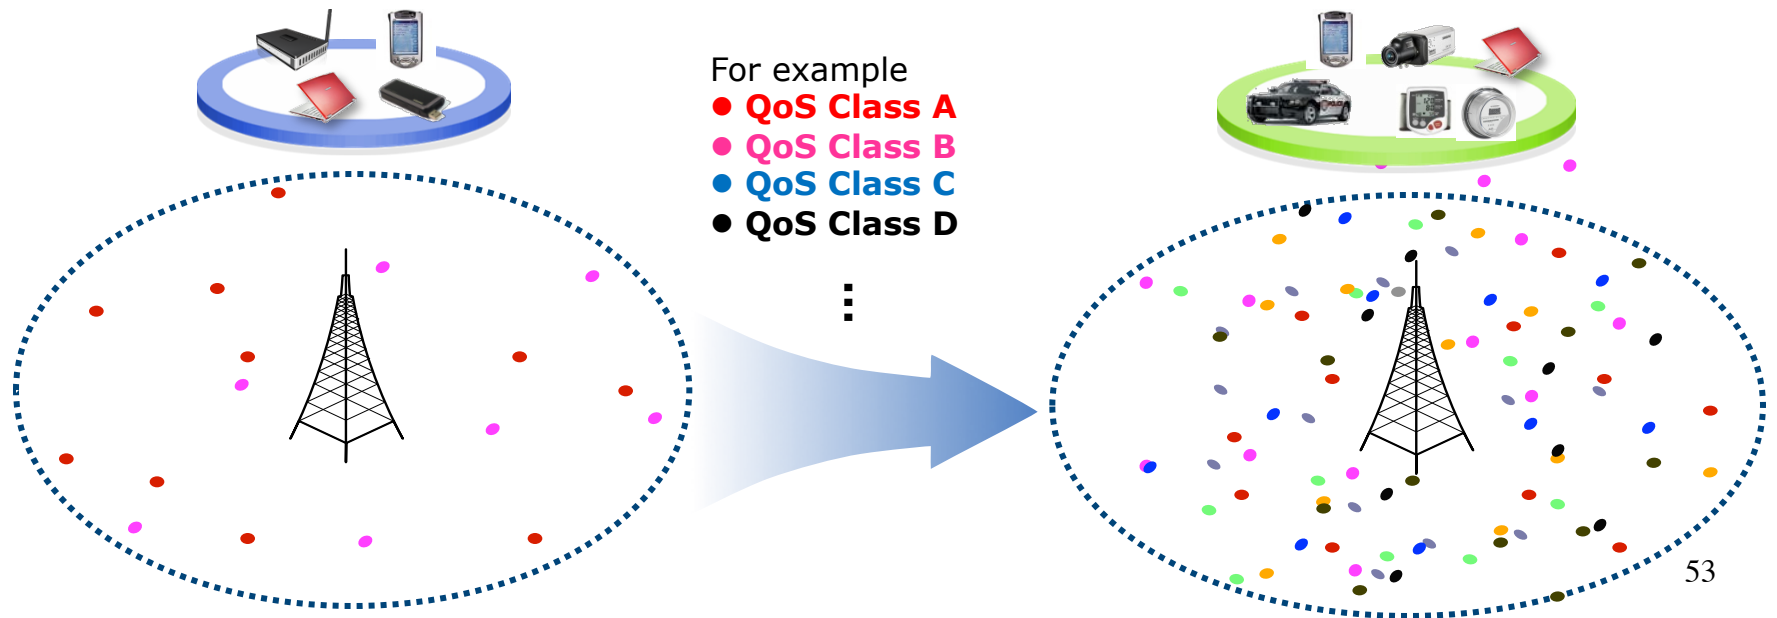 For example
• QoS Class A
• QoS Class B
• QoS Class C
• QoS Class D
⋮
53